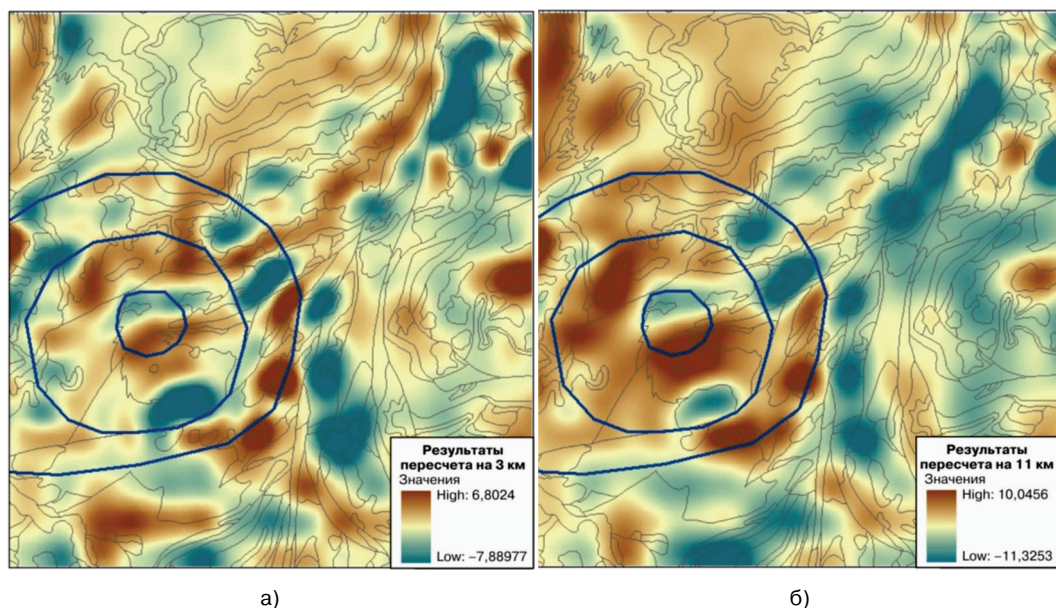 Результаты
пересчета на 3 км
Значения
High: 6,8024
Low: −7,88977
Результаты
пересчета на 11 км
Значения
High: 10,0456
Low: −11,3253
а)
б)